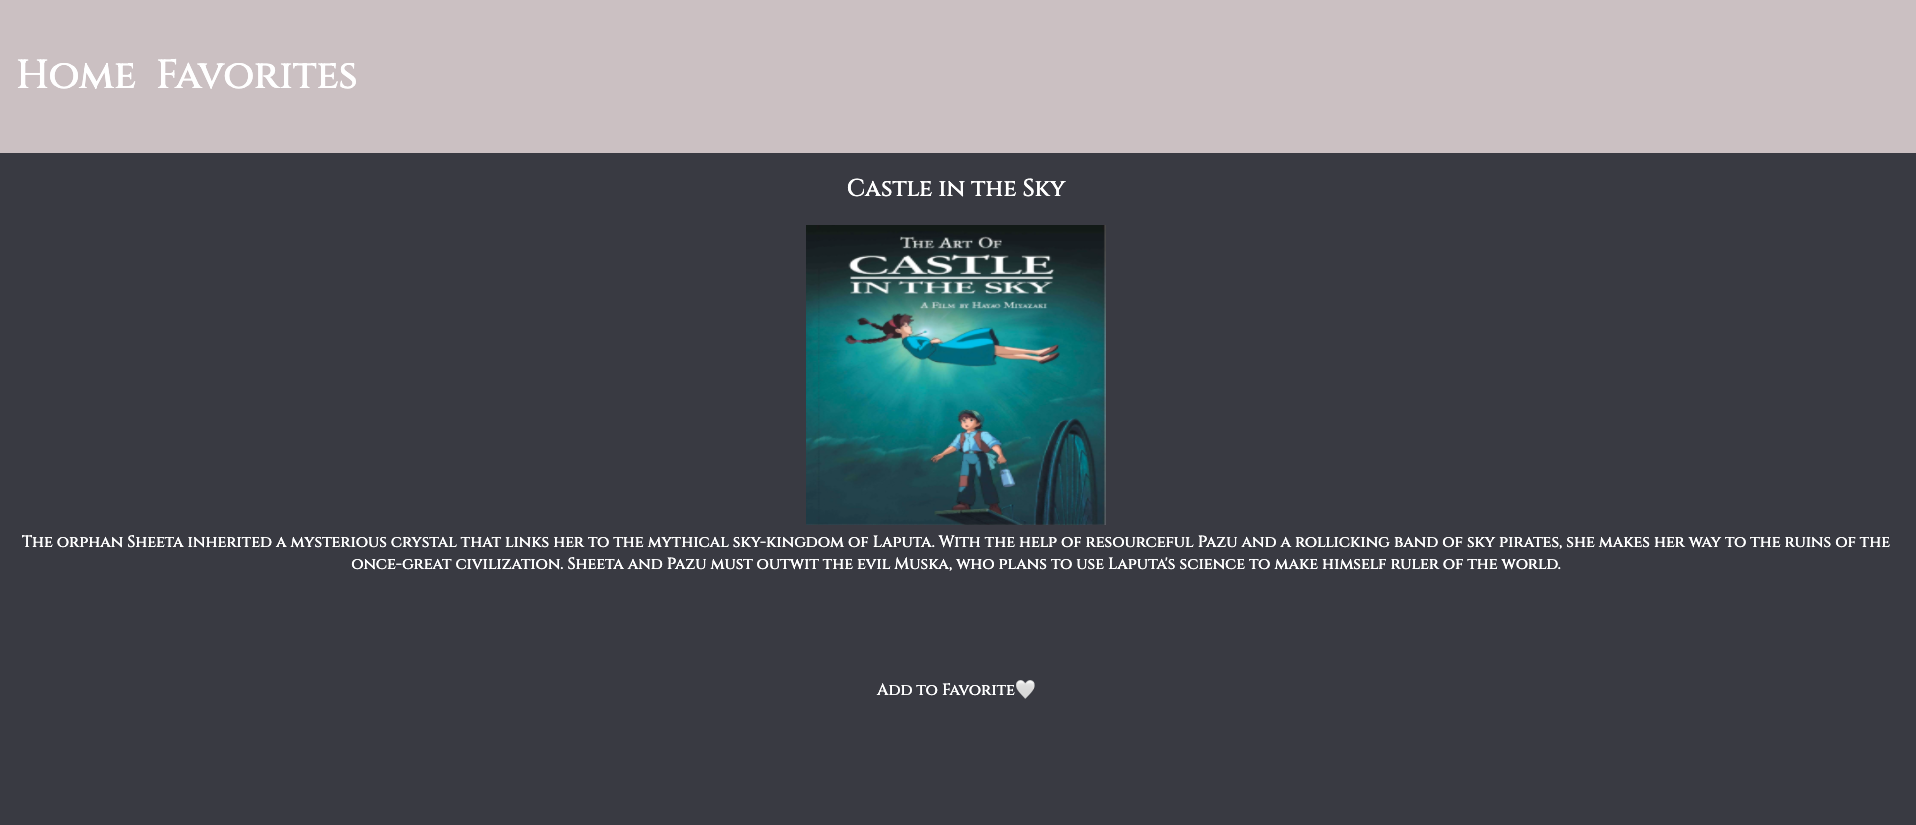 Home Favorites
Castle in the Sky
The Art Of
CASTLE
IN THE SKY
A Film by Hayao Miyazaki
The orphan Sheeta inherited a mysterious crystal that links her to the mythical sky-kingdom of Laputa. With the help of resourceful Pazu and a rollicking band of sky pirates, she makes her way to the ruins of the
once-great civilization. Sheeta and Pazu must outwit the evil Muska, who plans to use Laputa's science to make himself ruler of the world.
Add to Favorite🤍